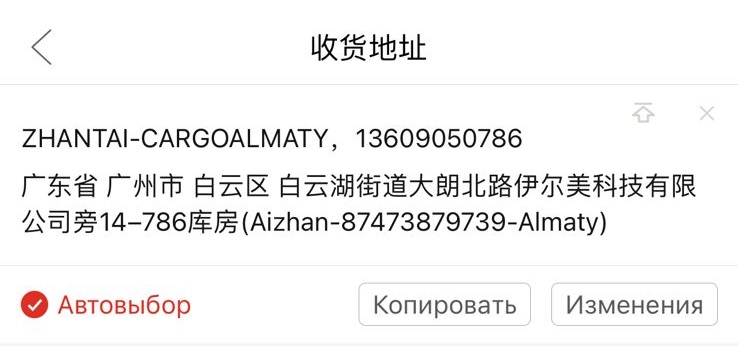 收货地址
ZHANTAI-CARGOALMATY，13609050786
广东省 广州市 白云区 白云湖街道大朗北路伊尔美科技有限
公司旁14–786库房(Aizhan-87473879739-Almaty)
Автовыбор
Копировать
Изменения